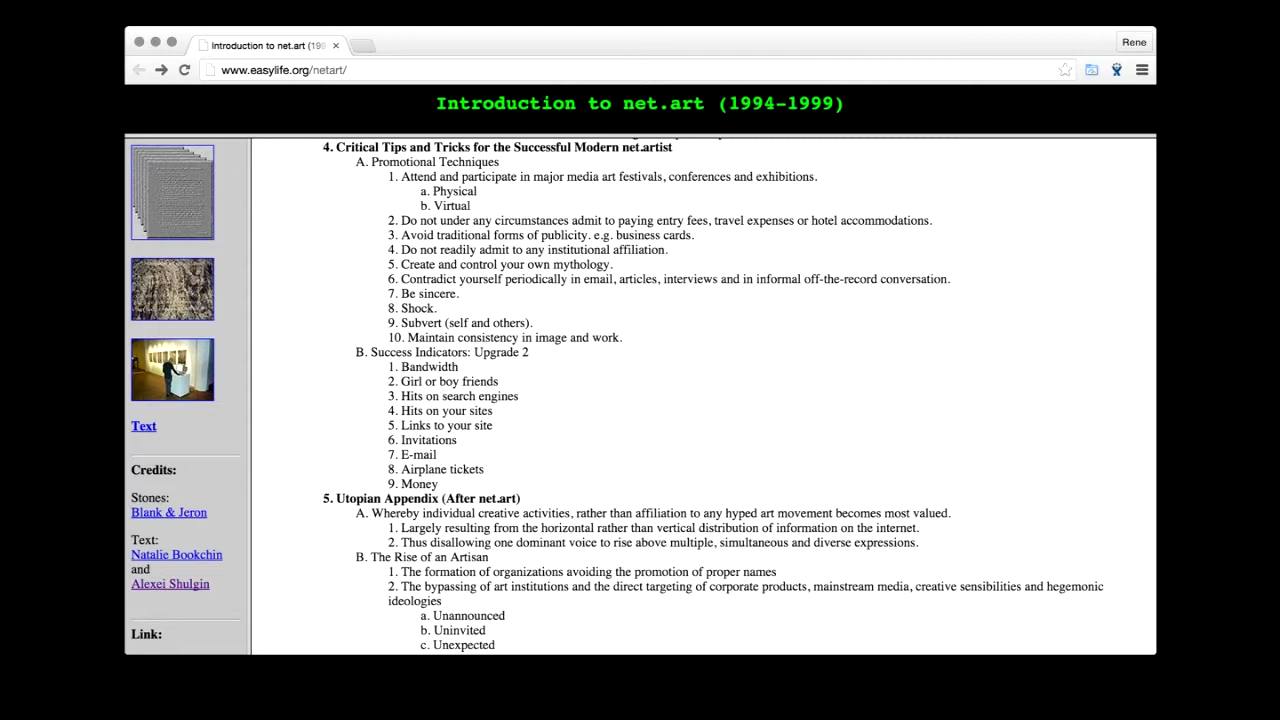 Introduction to net.art (199
Rene
www.easylife.org/netart/
Introduction to net.art (1994-1999)
4. Critical Tips and Tricks for the Successful Modern net.artist
A. Promotional Techniques
1. Attend and participate in major media art festivals, conferences and exhibitions.
a. Physical
b. Virtual
2. Do not under any circumstances admit to paying entry fees, travel expenses or hotel accommodations.
3. Avoid traditional forms of publicity. e.g. business cards.
4. Do not readily admit to any institutional affiliation.
5. Create and control your own mythology.
6. Contradict yourself periodically in email, articles, interviews and in informal off-the-record conversation.
7. Be sincere.
8. Shock.
9. Subvert (self and others).
10. Maintain consistency in image and work.
B. Success Indicators: Upgrade 2
1. Bandwidth
2. Girl or boy friends
3. Hits on search engines
4. Hits on your sites
5. Links to your site
6. Invitations
7. E-mail
8. Airplane tickets
9. Money
5. Utopian Appendix (After net.art)
A. Whereby individual creative activities, rather than affiliation to any hyped art movement becomes most valued.
1. Largely resulting from the horizontal rather than vertical distribution of information on the internet.
2. Thus disallowing one dominant voice to rise above multiple, simultaneous and diverse expressions.
B. The Rise of an Artisan
1. The formation of organizations avoiding the promotion of proper names
2. The bypassing of art institutions and the direct targeting of corporate products, mainstream media, creative sensibilities and hegemonic
ideologies
a. Unannounced
b. Uninvited
c. Unexpected
Text
Credits:
Stones:
Blank & Jeron
Text:
Natalie Bookchin
and
Alexei Shulgin
Link: